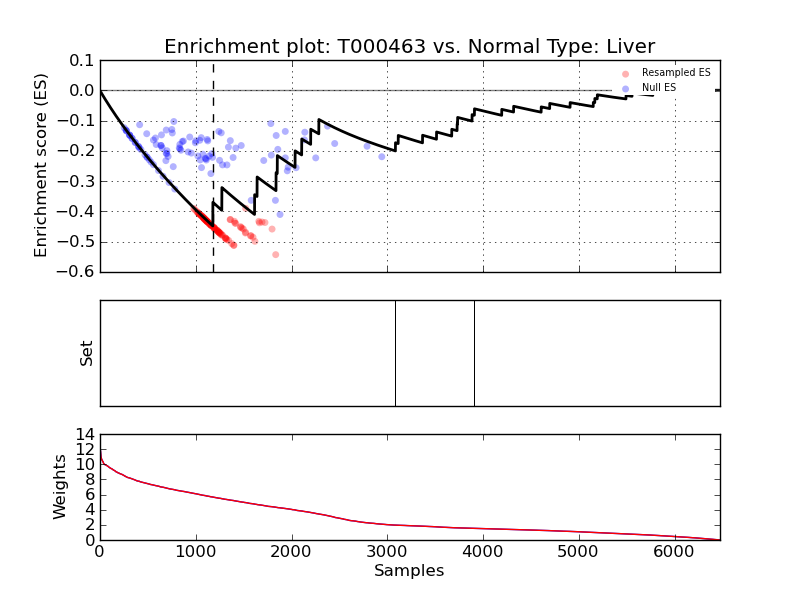 Enrichment plot: T000463 vs. Normal Type: Liver
Enrichment score (ES)
0.1
0.0
−0.1
−0.2
−0.3
−0.4
−0.5
−0.6
Resampled ES
Null ES
Set
Weights
14
12
10
8
6
4
2
0
0 1000 2000 3000 4000 5000 6000
Samples